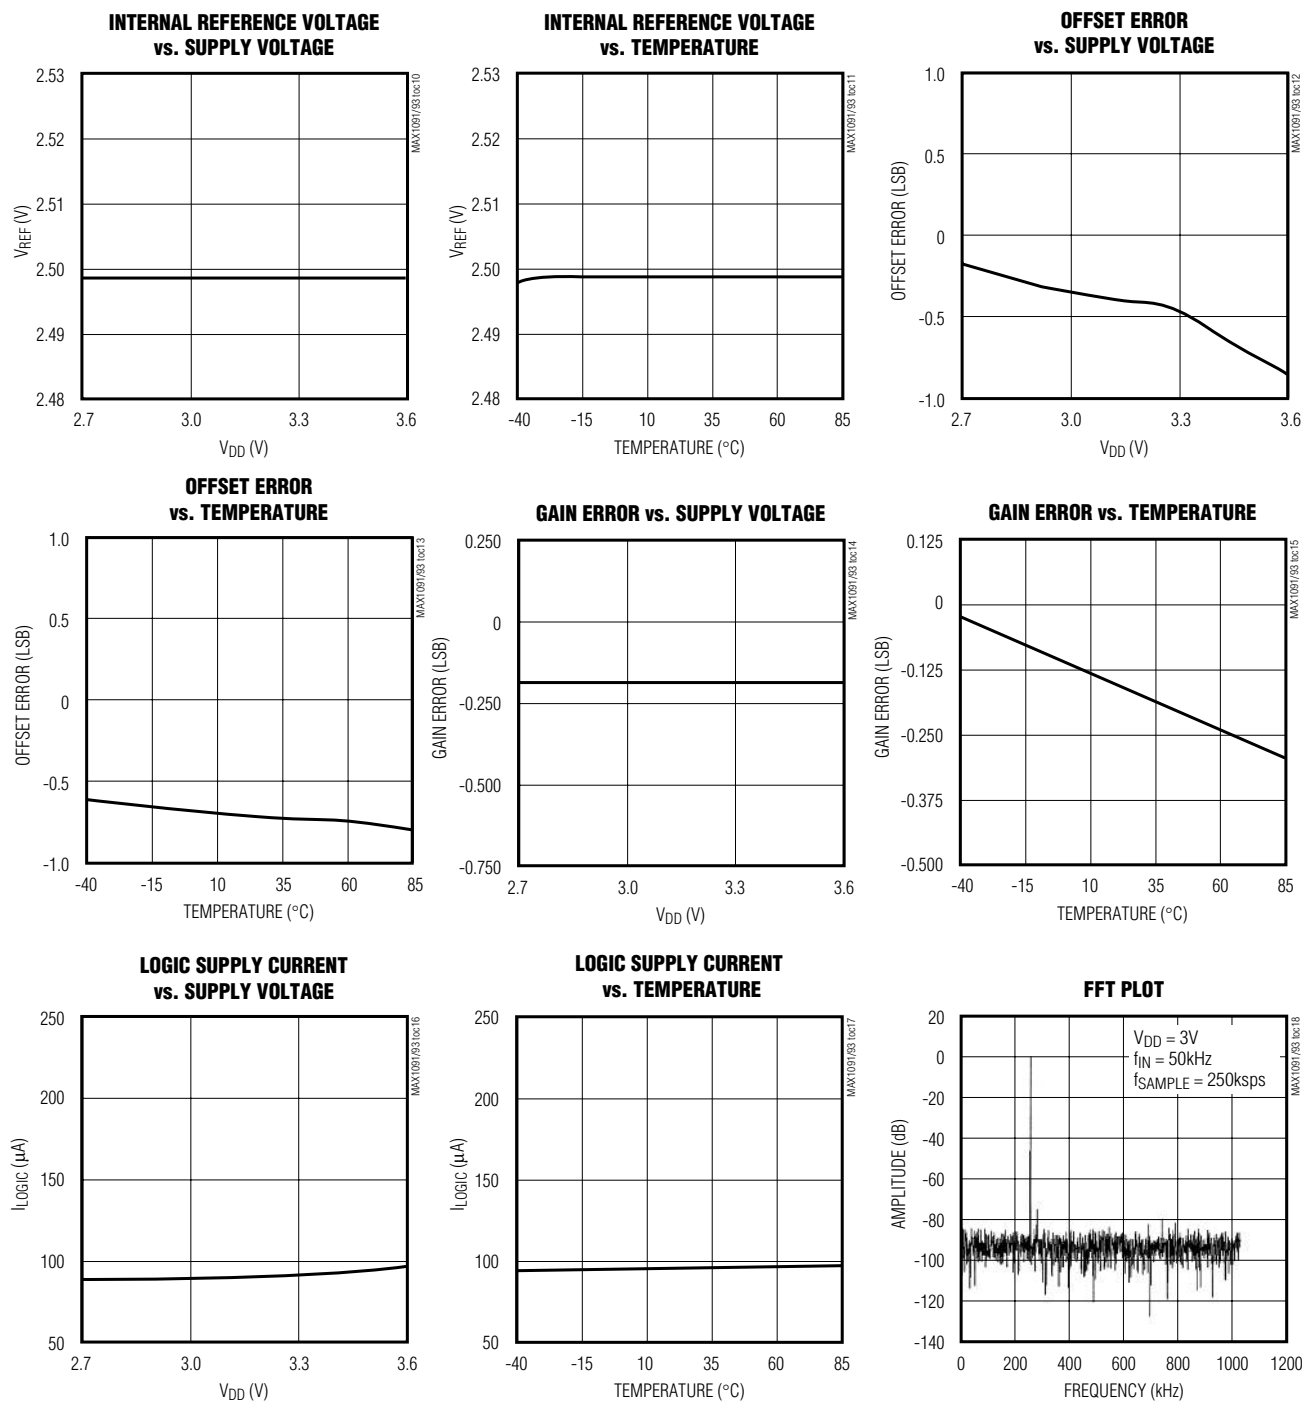 INTERNAL REFERENCE VOLTAGE
vs. SUPPLY VOLTAGE
2.53
2.52
2.51
2.50
2.49
2.48
VREF (V)
2.7 3.0 3.3 3.6
VDD (V)
MAX1091/93 toc10
INTERNAL REFERENCE VOLTAGE
vs. TEMPERATURE
2.53
2.52
2.51
2.50
2.49
2.48
VREF (V)
-40 -15 10 35 60 85
TEMPERATURE (°C)
MAX1091/93 toc11
OFFSET ERROR
vs. SUPPLY VOLTAGE
1.0
0.5
0
-0.5
-1.0
OFFSET ERROR (LSB)
2.7 3.0 3.3 3.6
VDD (V)
MAX1091/93 toc12
OFFSET ERROR
vs. TEMPERATURE
1.0
0.5
0
-0.5
-1.0
OFFSET ERROR (LSB)
-40 -15 10 35 60 85
TEMPERATURE (°C)
MAX1091/93 toc13
GAIN ERROR vs. SUPPLY VOLTAGE
0.250
0
-0.250
-0.500
-0.750
GAIN ERROR (LSB)
2.7 3.0 3.3 3.6
VDD (V)
MAX1091/93 toc14
GAIN ERROR vs. TEMPERATURE
0.125
0
-0.125
-0.250
-0.375
-0.500
GAIN ERROR (LSB)
-40 -15 10 35 60 85
TEMPERATURE (°C)
MAX1091/93 toc15
LOGIC SUPPLY CURRENT
vs. SUPPLY VOLTAGE
250
200
150
100
50
ILOGIC (µA)
2.7 3.0 3.3 3.6
VDD (V)
MAX1091/93 toc16
LOGIC SUPPLY CURRENT
vs. TEMPERATURE
250
200
150
100
50
ILOGIC (µA)
-40 -15 10 35 60 85
TEMPERATURE (°C)
MAX1091/93 toc17
FFT PLOT
20
0
-20
-40
-60
-80
-100
-120
-140
AMPLITUDE (dB)
VDD = 3V
fIN = 50kHz
fSAMPLE = 250ksps
0 200 400 600 800 1000 1200
FREQUENCY (kHz)
MAX1091/93 toc18